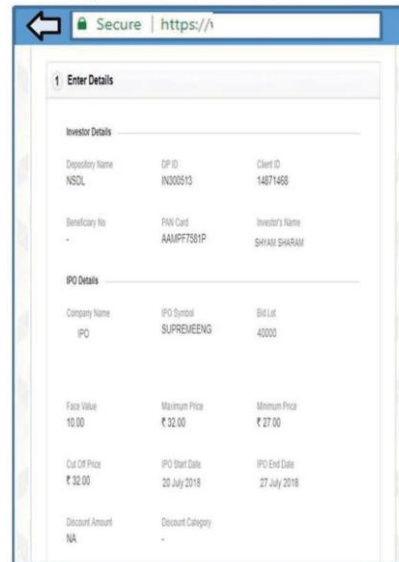 Secure | https://
1 Enter Details
Investor Details
Depository Name DP ID Client ID
NSDL IN300513 14871468
Beneficiary No PAN Card Investor's Name
- AAMPF7581P SHYAM SHARAM
IPO Details
Company Name IPO Symbol Bid Lot
IPO SUPREMEENG 40000
Face Value Maximum Price Minimum Price
10.00 ₹ 32.00 ₹ 27.00
Cut Off Price IPO Start Date IPO End Date
₹ 32.00 20 July 2018 27 July 2018
Discount Amount Discount Category
NA -